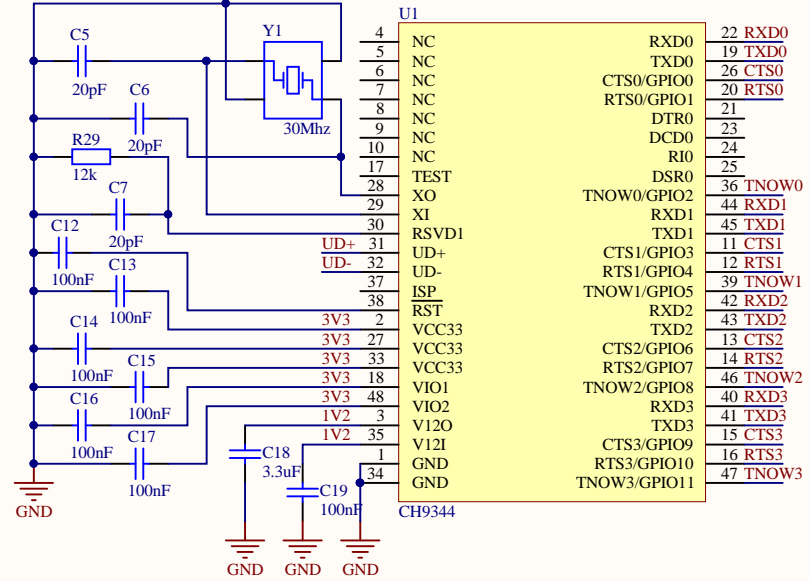 U1
C5
20pF
C6
20pF
Y1
30Mhz
R29
12k
C7
20pF
C12
100nF
C13
100nF
C14
100nF
C15
100nF
C16
100nF
C17
100nF
C18
3.3uF
C19
100nF
GND
GND
GND
GND
UD+
UD-
3V3
3V3
3V3
3V3
3V3
1V2
1V2
4 NC
5 NC
6 NC
7 NC
8 NC
9 NC
10 NC
17 TEST
28 XO
29 XI
30 RSVD1
31 UD+
32 UD-
37 ISP
38 RST
2 VCC33
27 VCC33
33 VCC33
18 VIO1
48 VIO2
3 V12O
35 V12I
1 GND
34 GND
RXD0 22 RXD0
TXD0 19 TXD0
CTS0/GPIO0 26 CTS0
RTS0/GPIO1 20 RTS0
DTR0 21
DCD0 23
RI0 24
DSR0 25
TNOW0/GPIO2 36 TNOW0
RXD1 44 RXD1
TXD1 45 TXD1
CTS1/GPIO3 11 CTS1
RTS1/GPIO4 12 RTS1
TNOW1/GPIO5 39 TNOW1
RXD2 42 RXD2
TXD2 43 TXD2
CTS2/GPIO6 13 CTS2
RTS2/GPIO7 14 RTS2
TNOW2/GPIO8 46 TNOW2
RXD3 40 RXD3
TXD3 41 TXD3
CTS3/GPIO9 15 CTS3
RTS3/GPIO10 16 RTS3
TNOW3/GPIO11 47 TNOW3
CH9344